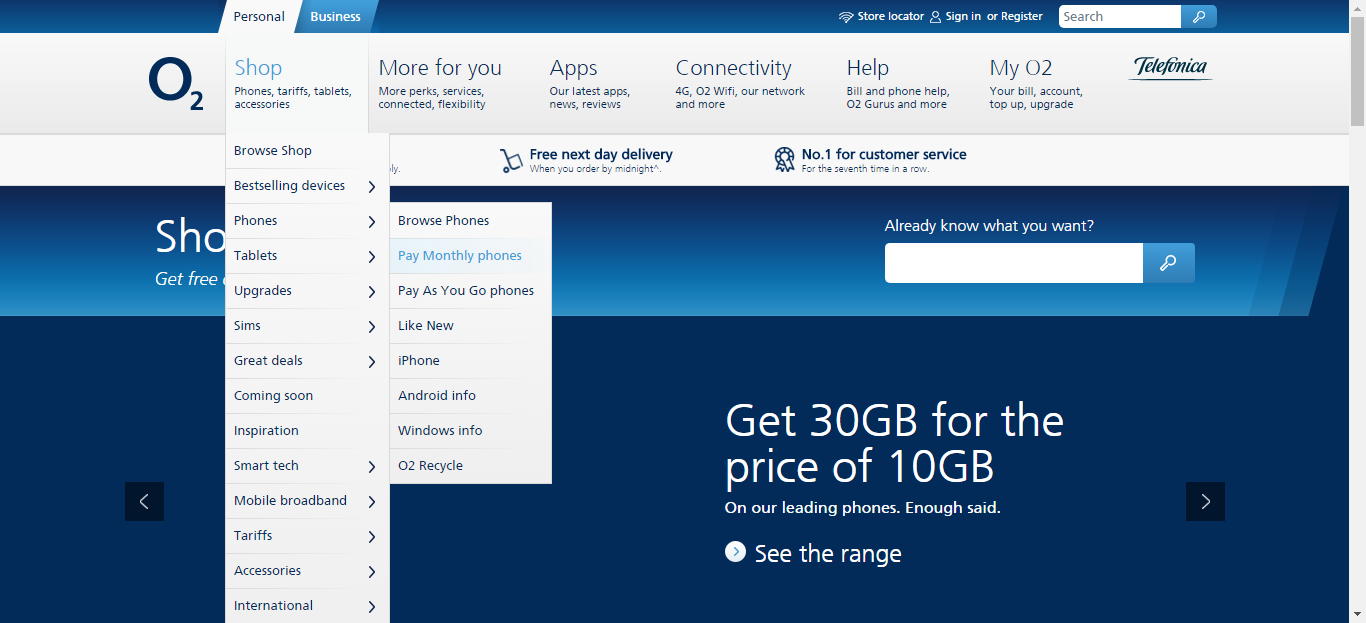 Personal
Business
Store locator
Sign in or Register
Search
O2
Shop
Phones, tariffs, tablets,
accessories
More for you
More perks, services,
connected, flexibility
Apps
Our latest apps,
news, reviews
Connectivity
4G, O2 Wifi, our network
and more
Help
Bill and phone help,
O2 Gurus and more
My O2
Your bill, account,
top up, upgrade
Telefónica
Free next day delivery
When you order by midnight^.
No.1 for customer service
For the seventh time in a row.
Get free
Already know what you want?
Browse Shop
Bestselling devices
Phones
Tablets
Upgrades
Sims
Great deals
Coming soon
Inspiration
Smart tech
Mobile broadband
Tariffs
Accessories
International
Browse Phones
Pay Monthly phones
Pay As You Go phones
Like New
iPhone
Android info
Windows info
O2 Recycle
Get 30GB for the
price of 10GB
On our leading phones. Enough said.
See the range